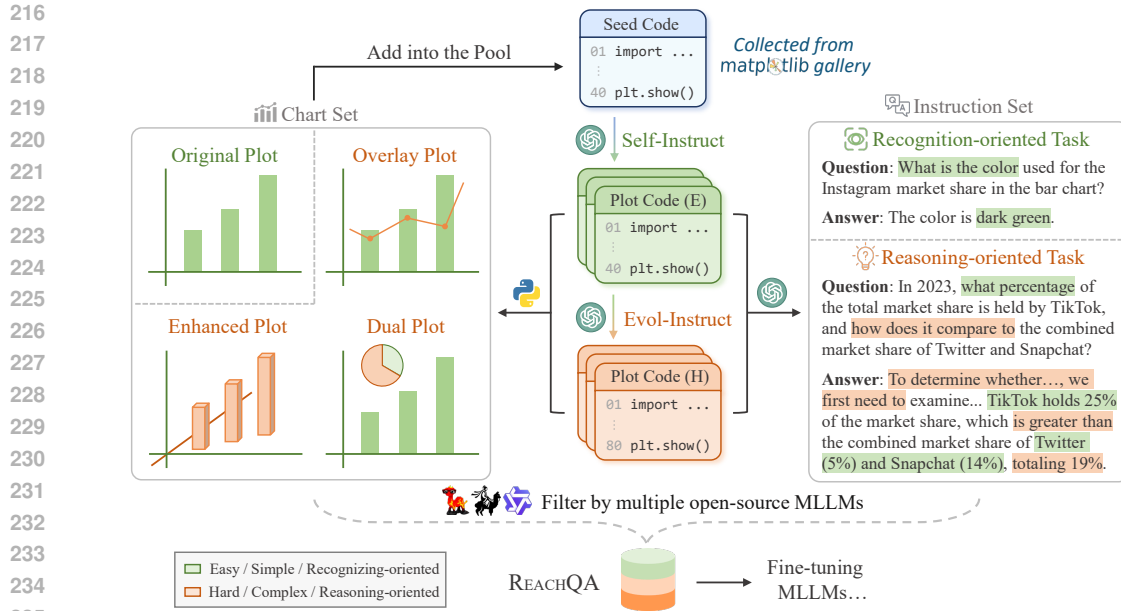 216
217
218
219
220
221
222
223
224
225
226
227
228
229
230
231
232
233
234
Seed Code
01 import ...
⋮
40 plt.show()
Collected from
matplotlib gallery
Add into the Pool
Chart Set
Original Plot
Overlay Plot
Enhanced Plot
Dual Plot
Self-Instruct
Plot Code (E)
01 import ...
⋮
40 plt.show()
Evol-Instruct
Plot Code (H)
01 import ...
⋮
80 plt.show()
Instruction Set
Recognition-oriented Task
Question: What is the color used for the
Instagram market share in the bar chart?
Answer: The color is dark green.
Reasoning-oriented Task
Question: In 2023, what percentage of
the total market share is held by TikTok,
and how does it compare to the combined
market share of Twitter and Snapchat?
Answer: To determine whether…, we
first need to examine... TikTok holds 25%
of the market share, which is greater than
the combined market share of Twitter
(5%) and Snapchat (14%), totaling 19%.
Filter by multiple open-source MLLMs
Easy / Simple / Recognizing-oriented
Hard / Complex / Reasoning-oriented
REACHQA
Fine-tuning
MLLMs…